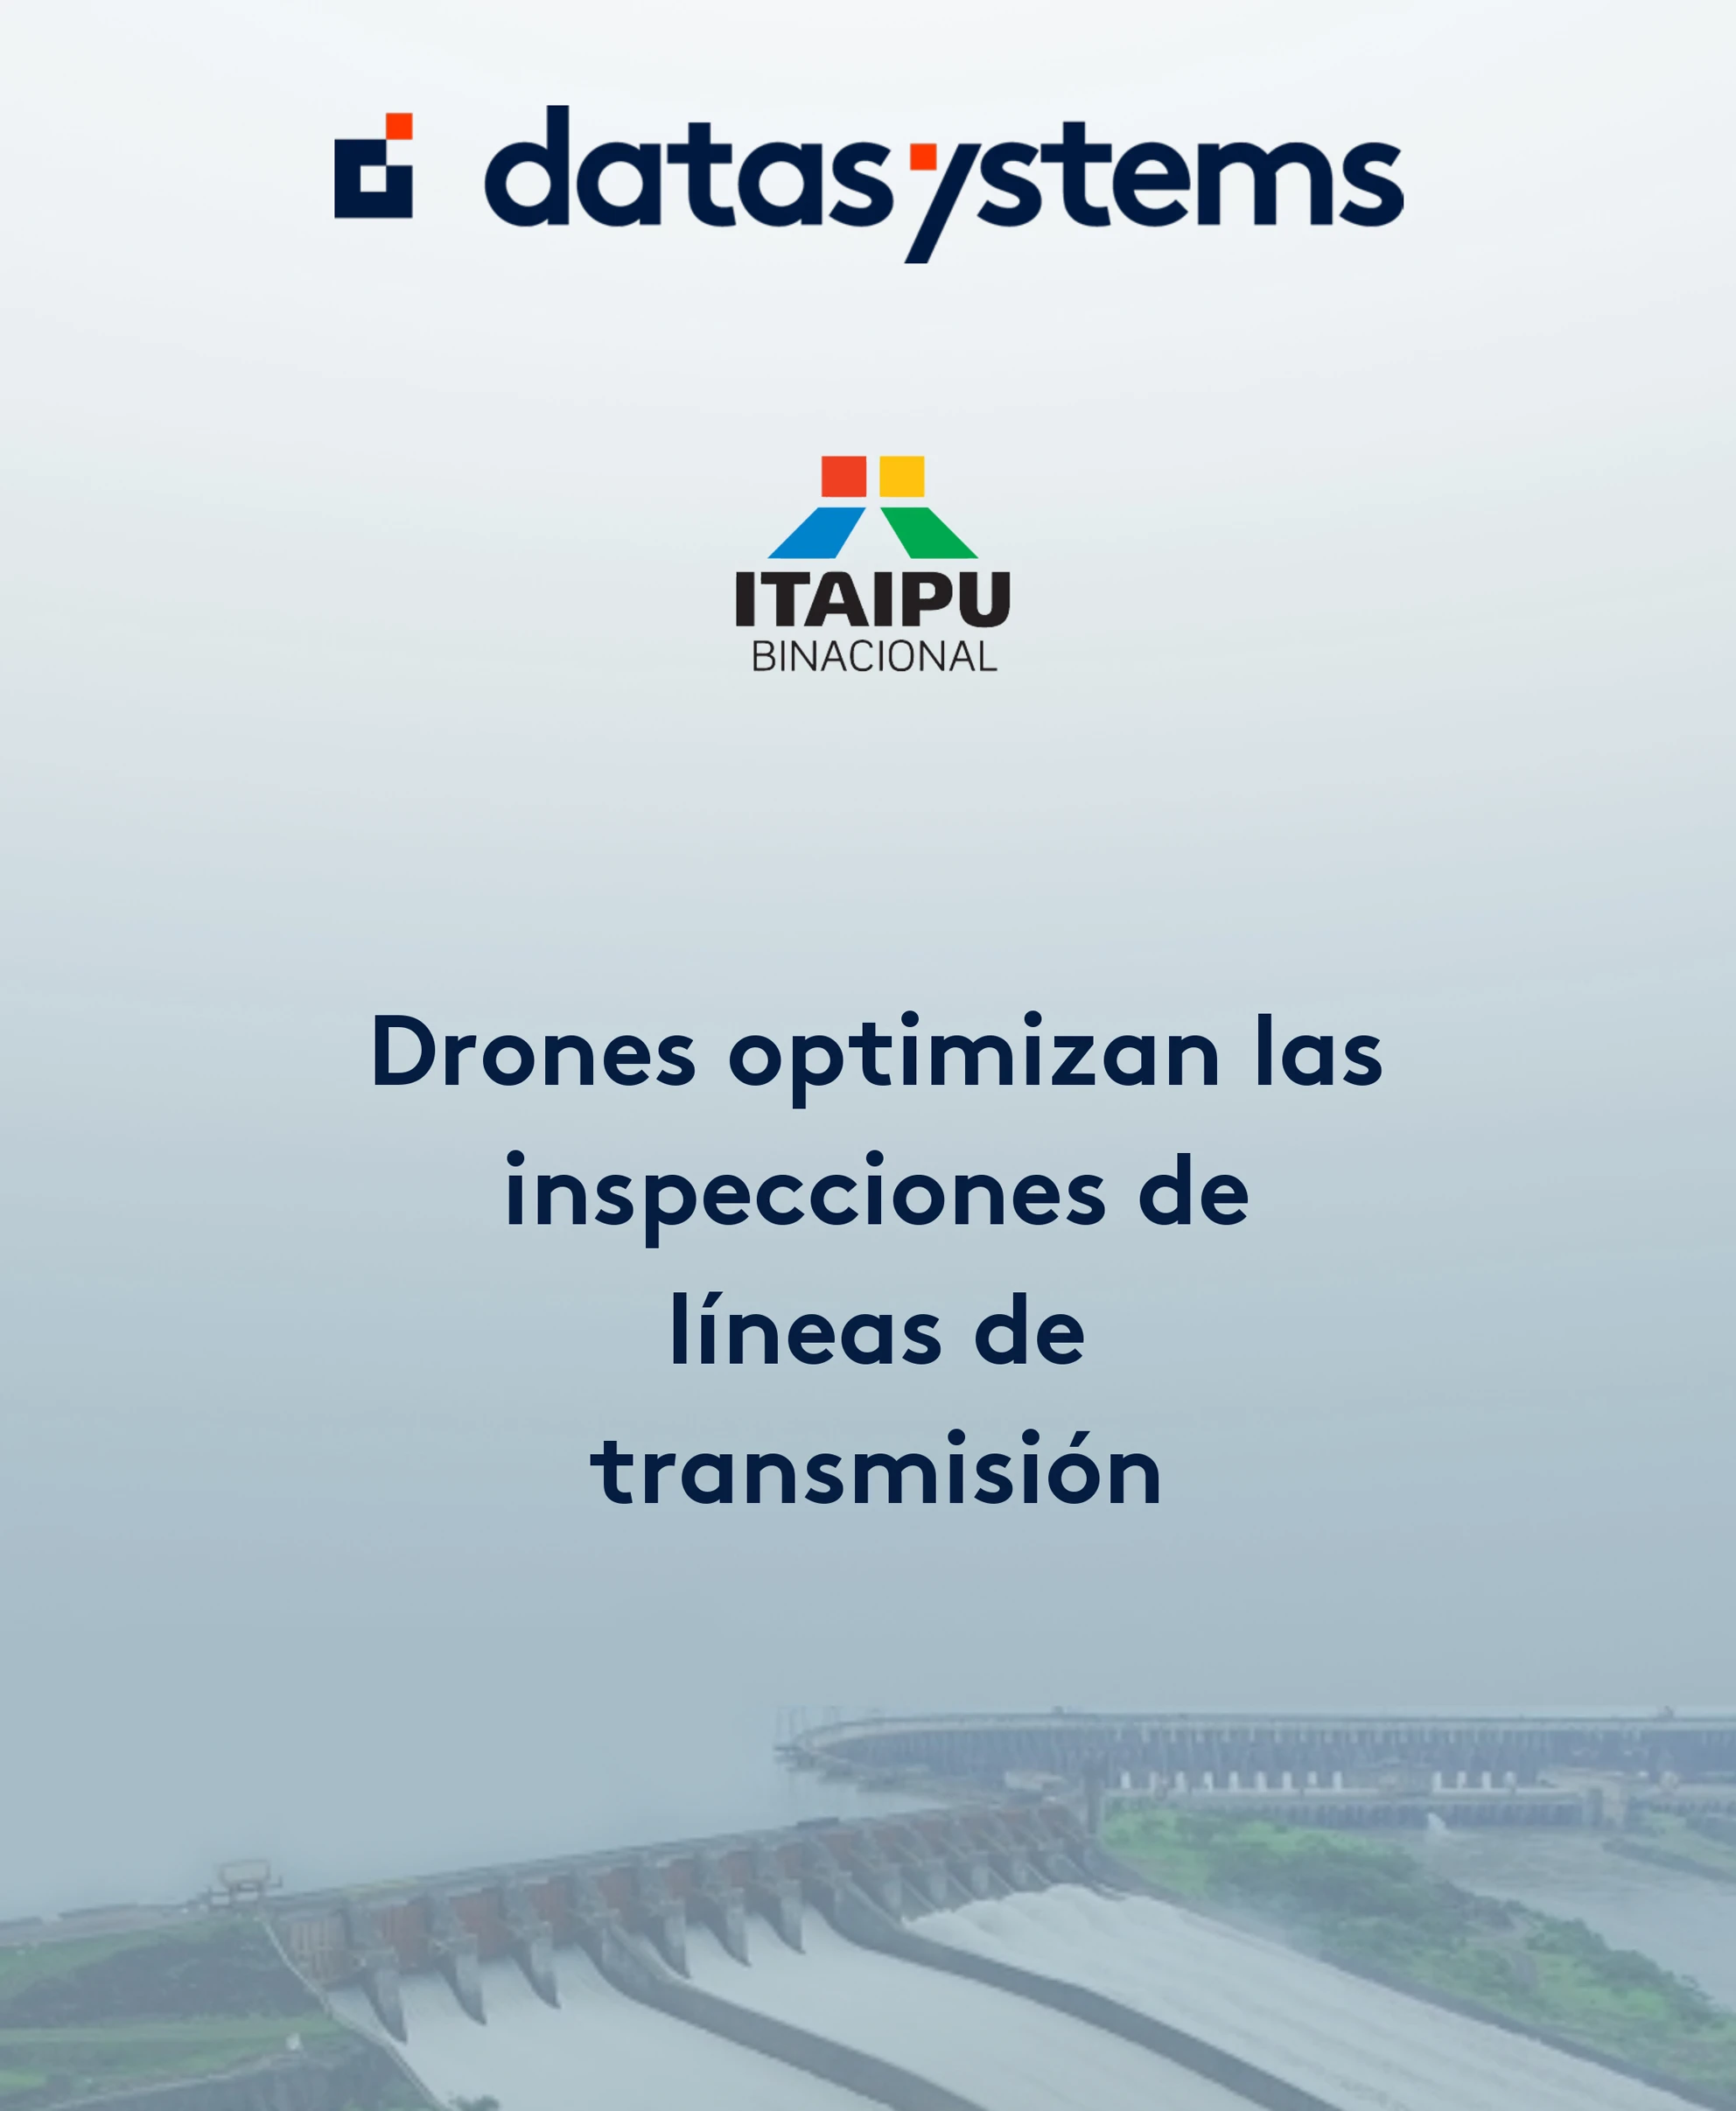 datasystems
ITAIPU
BINACIONAL
Drones optimizan las
inspecciones de
líneas de
transmisión